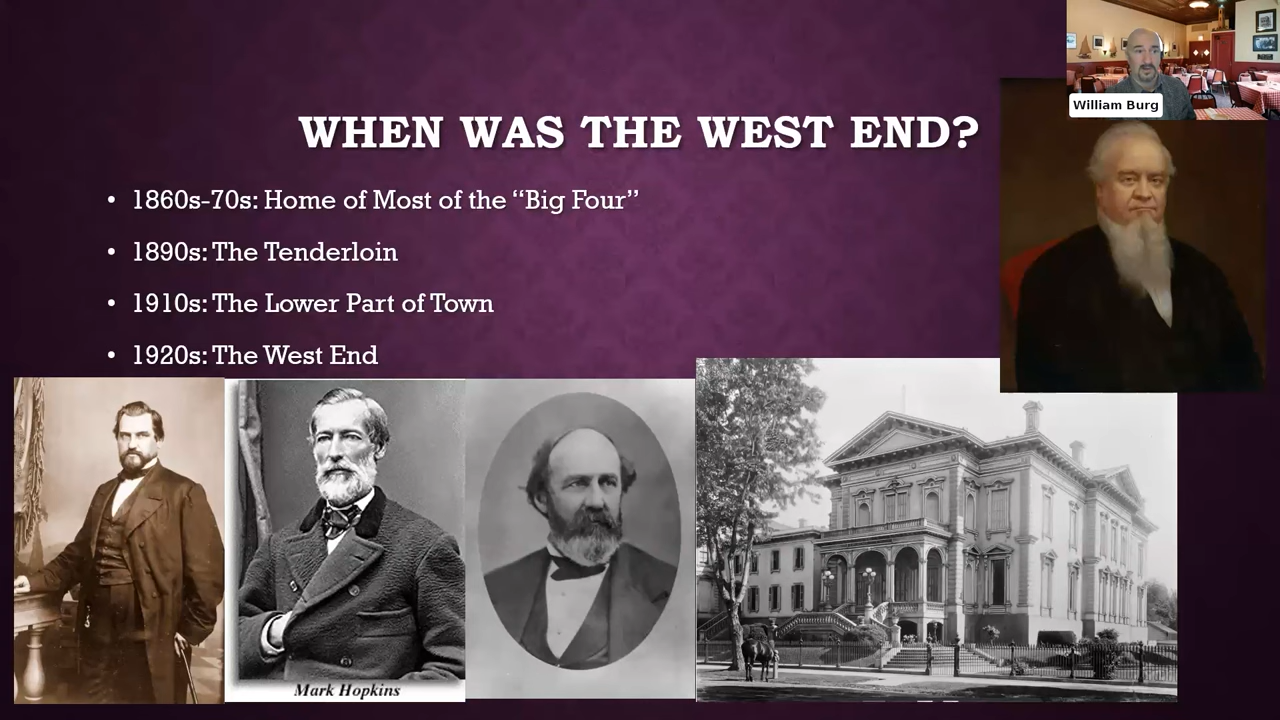 William Burg
WHEN WAS THE WEST END?
• 1860s-70s: Home of Most of the “Big Four”
• 1890s: The Tenderloin
• 1910s: The Lower Part of Town
• 1920s: The West End
Mark Hopkins